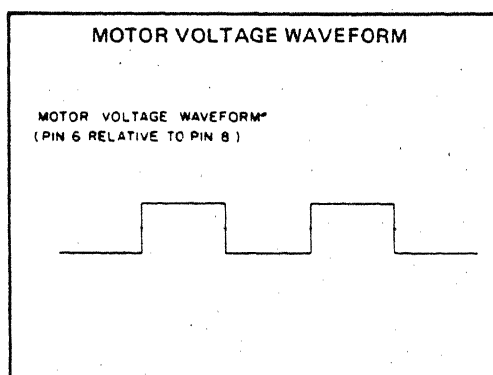 MOTOR VOLTAGE WAVEFORM
MOTOR VOLTAGE WAVEFORM
(PIN 6 RELATIVE TO PIN 8)